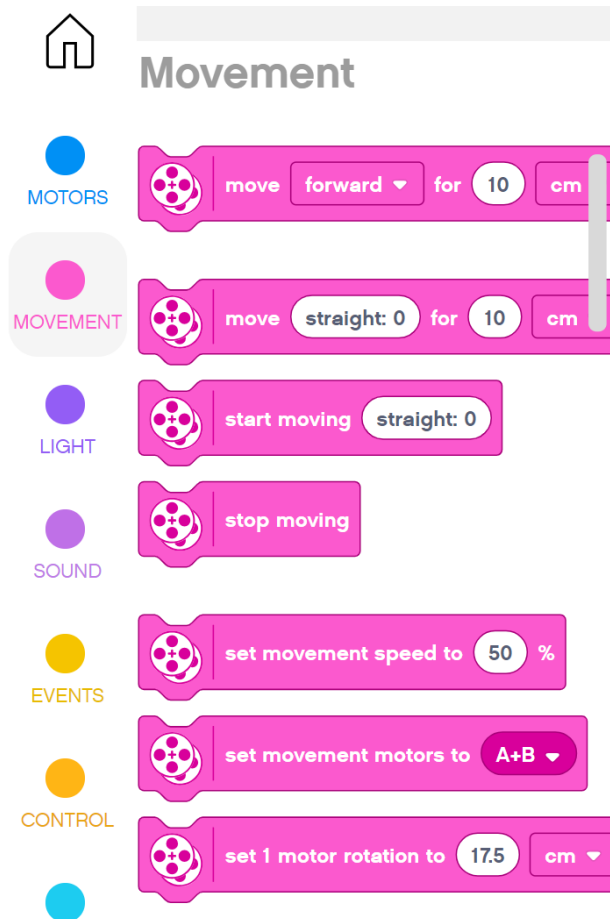 Movement
MOTORS
MOVEMENT
LIGHT
SOUND
EVENTS
CONTROL
move forward for 10 cm
move straight: 0 for 10 cm
start moving straight: 0
stop moving
set movement speed to 50 %
set movement motors to A+B
set 1 motor rotation to 17.5 cm